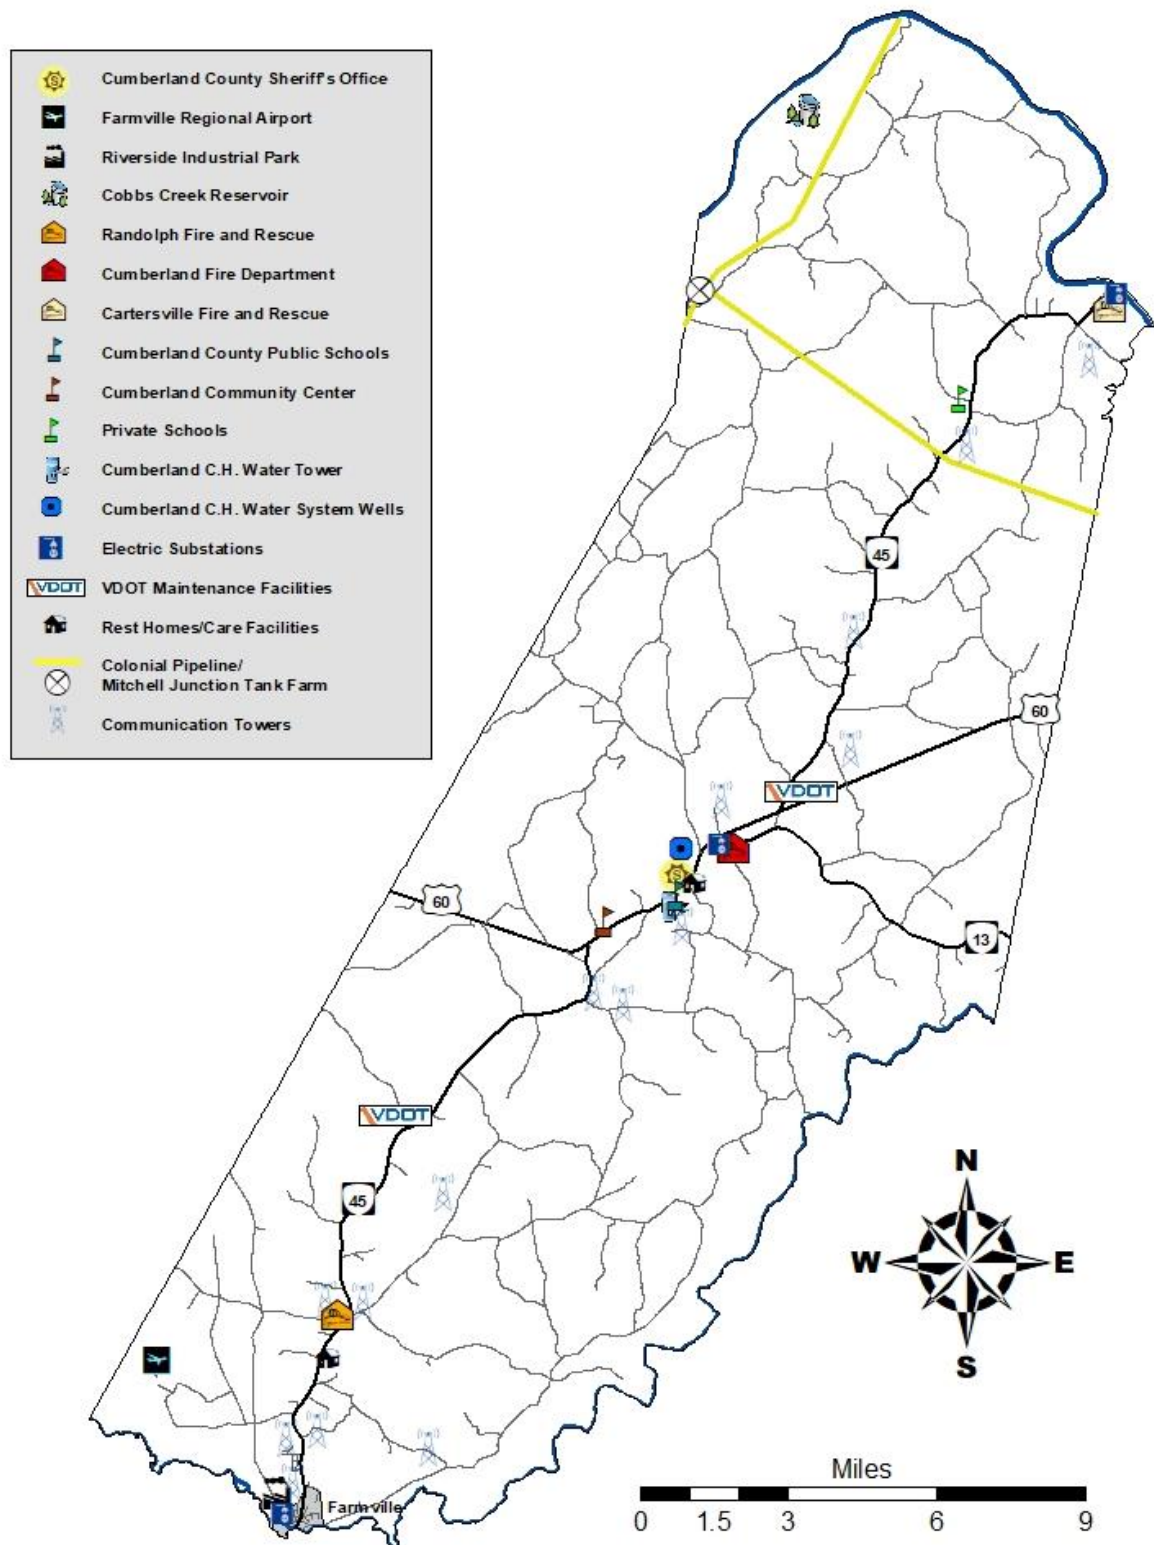 Cumberland County Sheriff's Office
Farmville Regional Airport
Riverside Industrial Park
Cobbs Creek Reservoir
Randolph Fire and Rescue
Cumberland Fire Department
Cartersville Fire and Rescue
Cumberland County Public Schools
Cumberland Community Center
Private Schools
Cumberland C.H. Water Tower
Cumberland C.H. Water System Wells
Electric Substations
VDOT VDOT Maintenance Facilities
Rest Homes/Care Facilities
Colonial Pipeline/
Mitchell Junction Tank Farm
Communication Towers
45
60
VDOT
S
60
13
VDOT
45
N
W E
S
Farmville
Miles
0 1.5 3 6 9